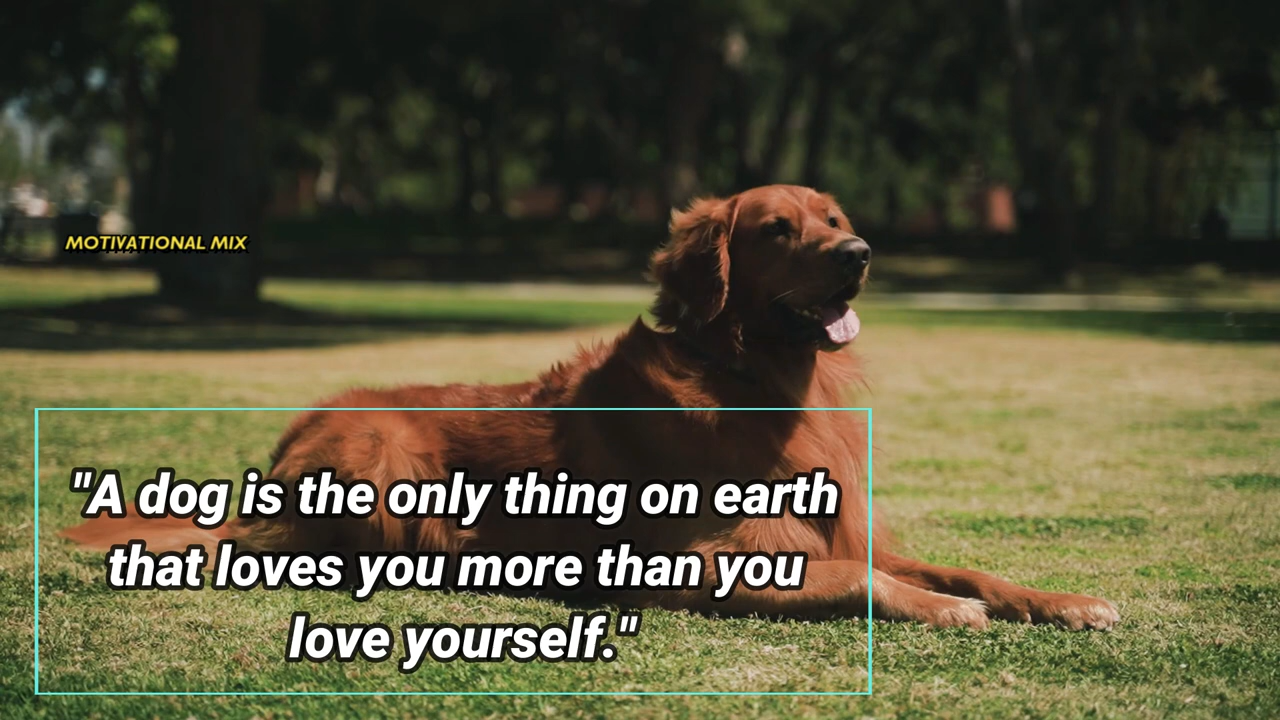 MOTIVATIONAL MIX
"A dog is the only thing on earth
that loves you more than you
love yourself."